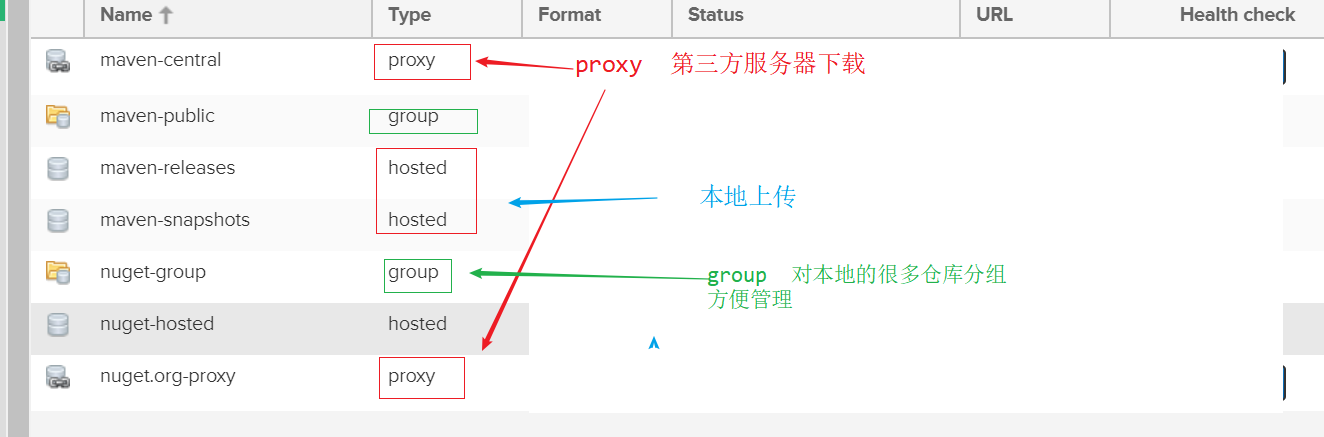 Name Type Format Status URL Health check
maven-central proxy proxy 第三方服务器下载
maven-public group
maven-releases hosted
本地上传
maven-snapshots hosted
nuget-group group group 对本地的很多仓库分组
方便管理
nuget-hosted hosted
nuget.org-proxy proxy